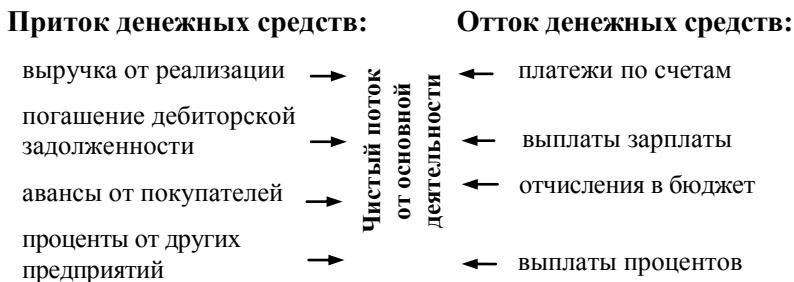 Приток денежных средств:
выручка от реализации
погашение дебиторской
задолженности
авансы от покупателей
проценты от других
предприятий
Чистый поток
от основной
деятельности
Отток денежных средств:
платежи по счетам
выплаты зарплаты
отчисления в бюджет
выплаты процентов